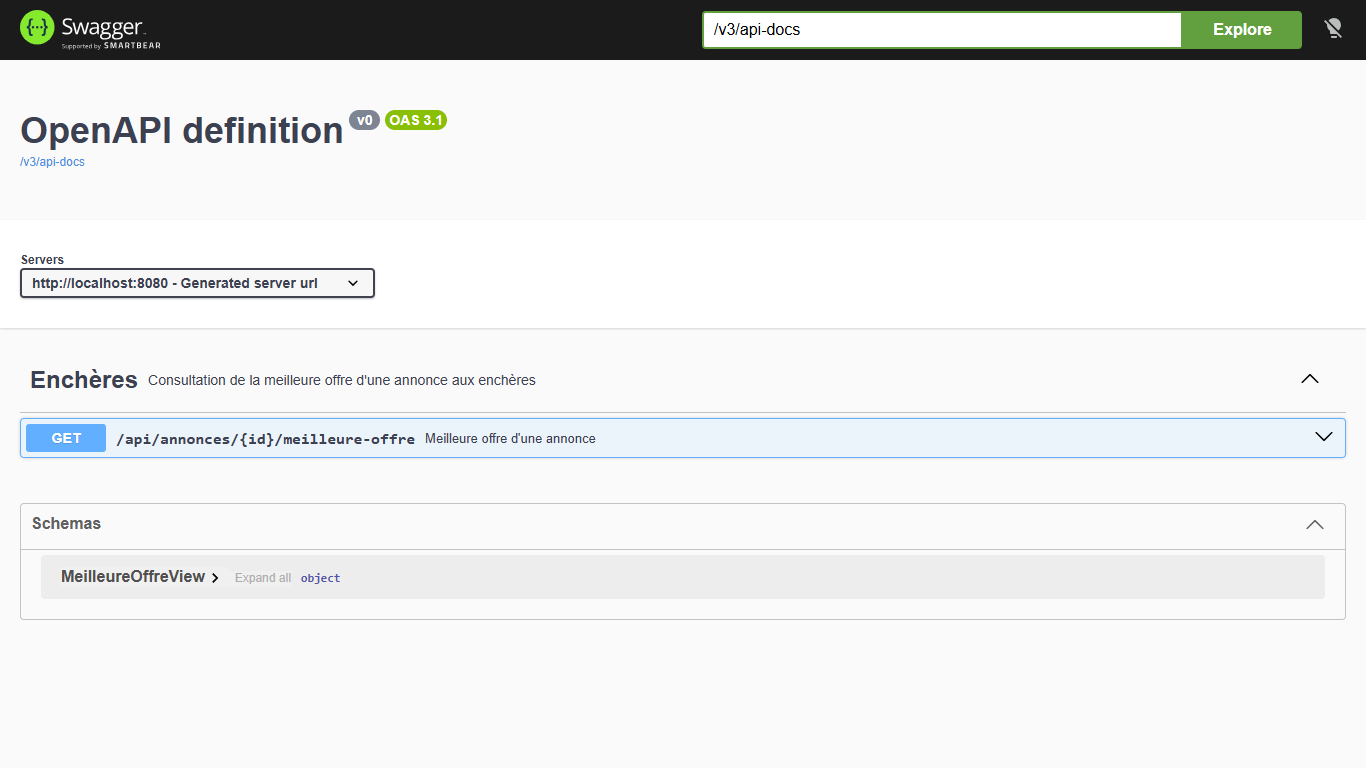 Swagger
Supported by SMARTBEAR
/v3/api-docs
Explore
OpenAPI definition v0 OAS 3.1
/v3/api-docs
Servers
http://localhost:8080 - Generated server url
Enchères Consultation de la meilleure offre d'une annonce aux enchères
GET /api/annonces/{id}/meilleure-offre Meilleure offre d'une annonce
Schemas
MeilleureOffreView Expand all object